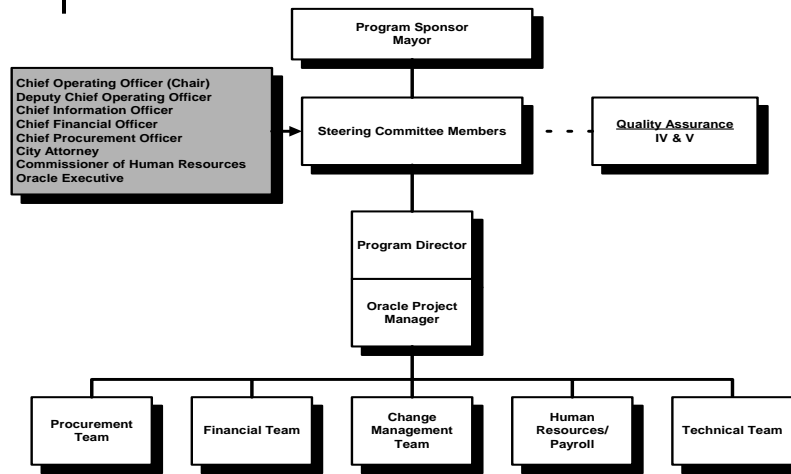 Program Sponsor
Mayor
Chief Operating Officer (Chair)
Deputy Chief Operating Officer
Chief Information Officer
Chief Financial Officer
Chief Procurement Officer
City Attorney
Commissioner of Human Resources
Oracle Executive
Steering Committee Members
Quality Assurance
IV & V
Program Director
Oracle Project
Manager
Procurement
Team
Financial Team
Change
Management
Team
Human
Resources/
Payroll
Technical Team